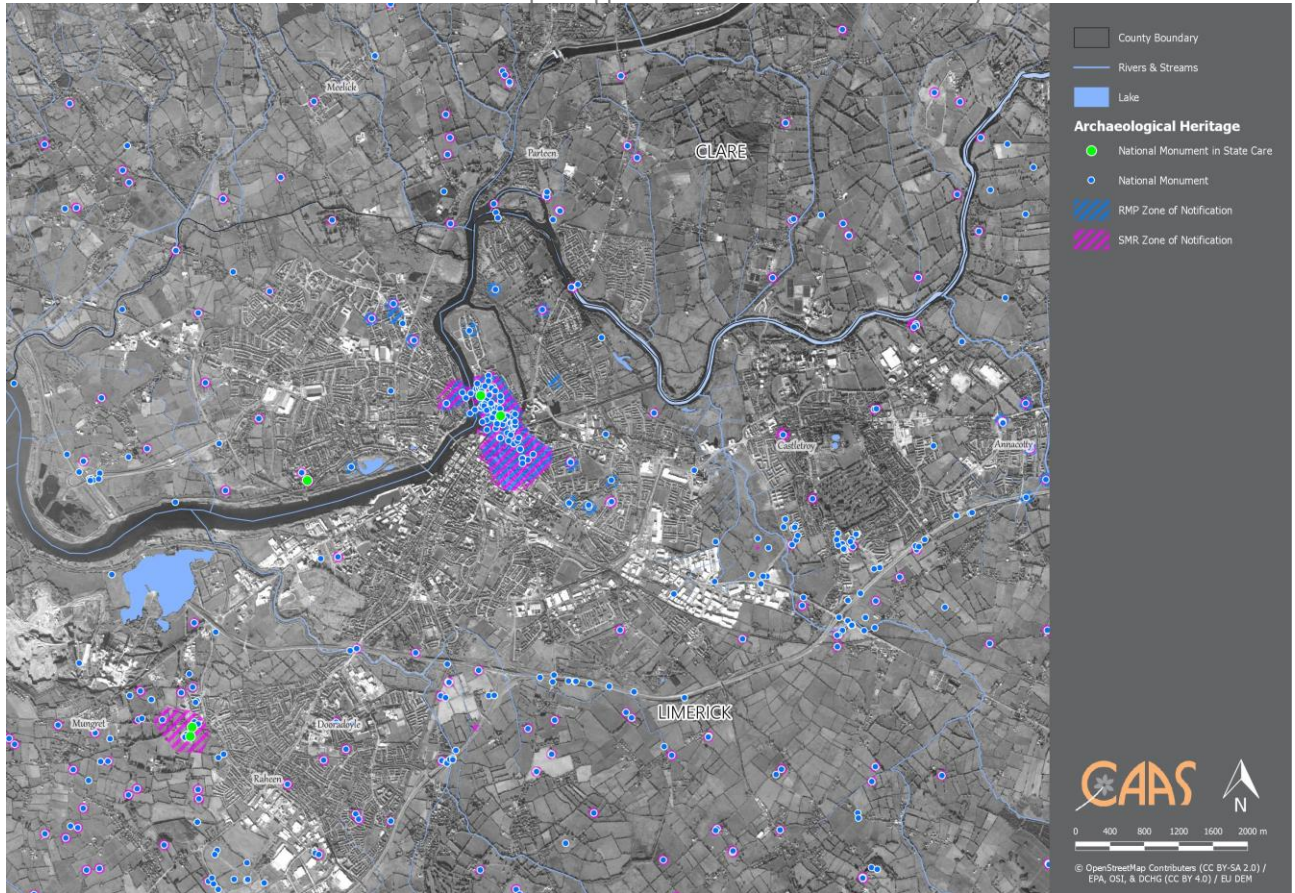 Meelick
Parteen
CLARE
Castletroy
Annacotty
LIMERICK
Mungret
Dooradoyle
Raheen
County Boundary
Rivers & Streams
Lake
Archaeological Heritage
National Monument in State Care
National Monument
RMP Zone of Notification
SMR Zone of Notification
CAAS
N
0 400 800 1200 1600 2000 m
© OpenStreetMap Contributers (CC BY-SA 2.0) /
EPA, OSI, & DCHG (CC BY 4.0) / EU DEM